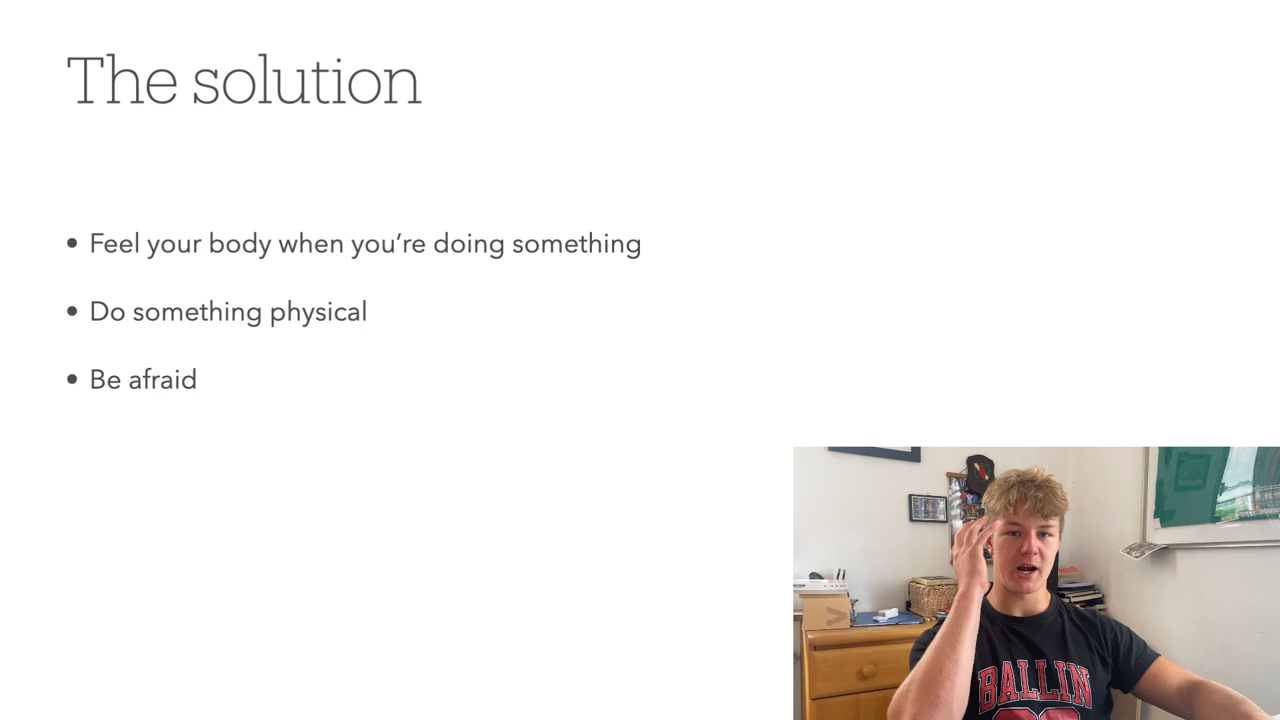 The solution
• Feel your body when you’re doing something
• Do something physical
• Be afraid
BALLIN